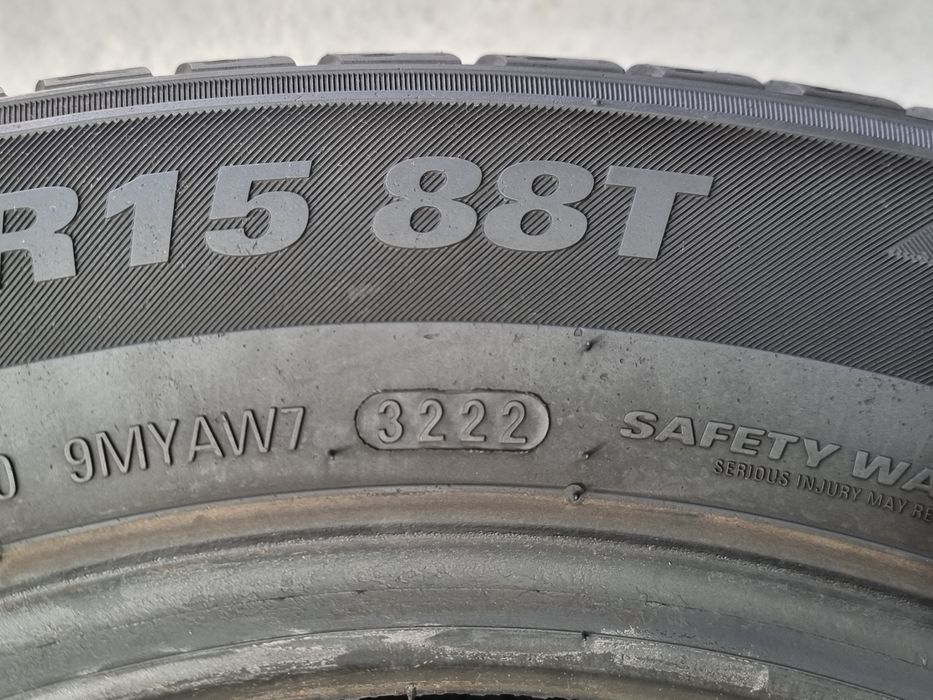 R15 88T
0 9MYAW7 3222 SAFETY WA
SERIOUS INJURY MAY RE